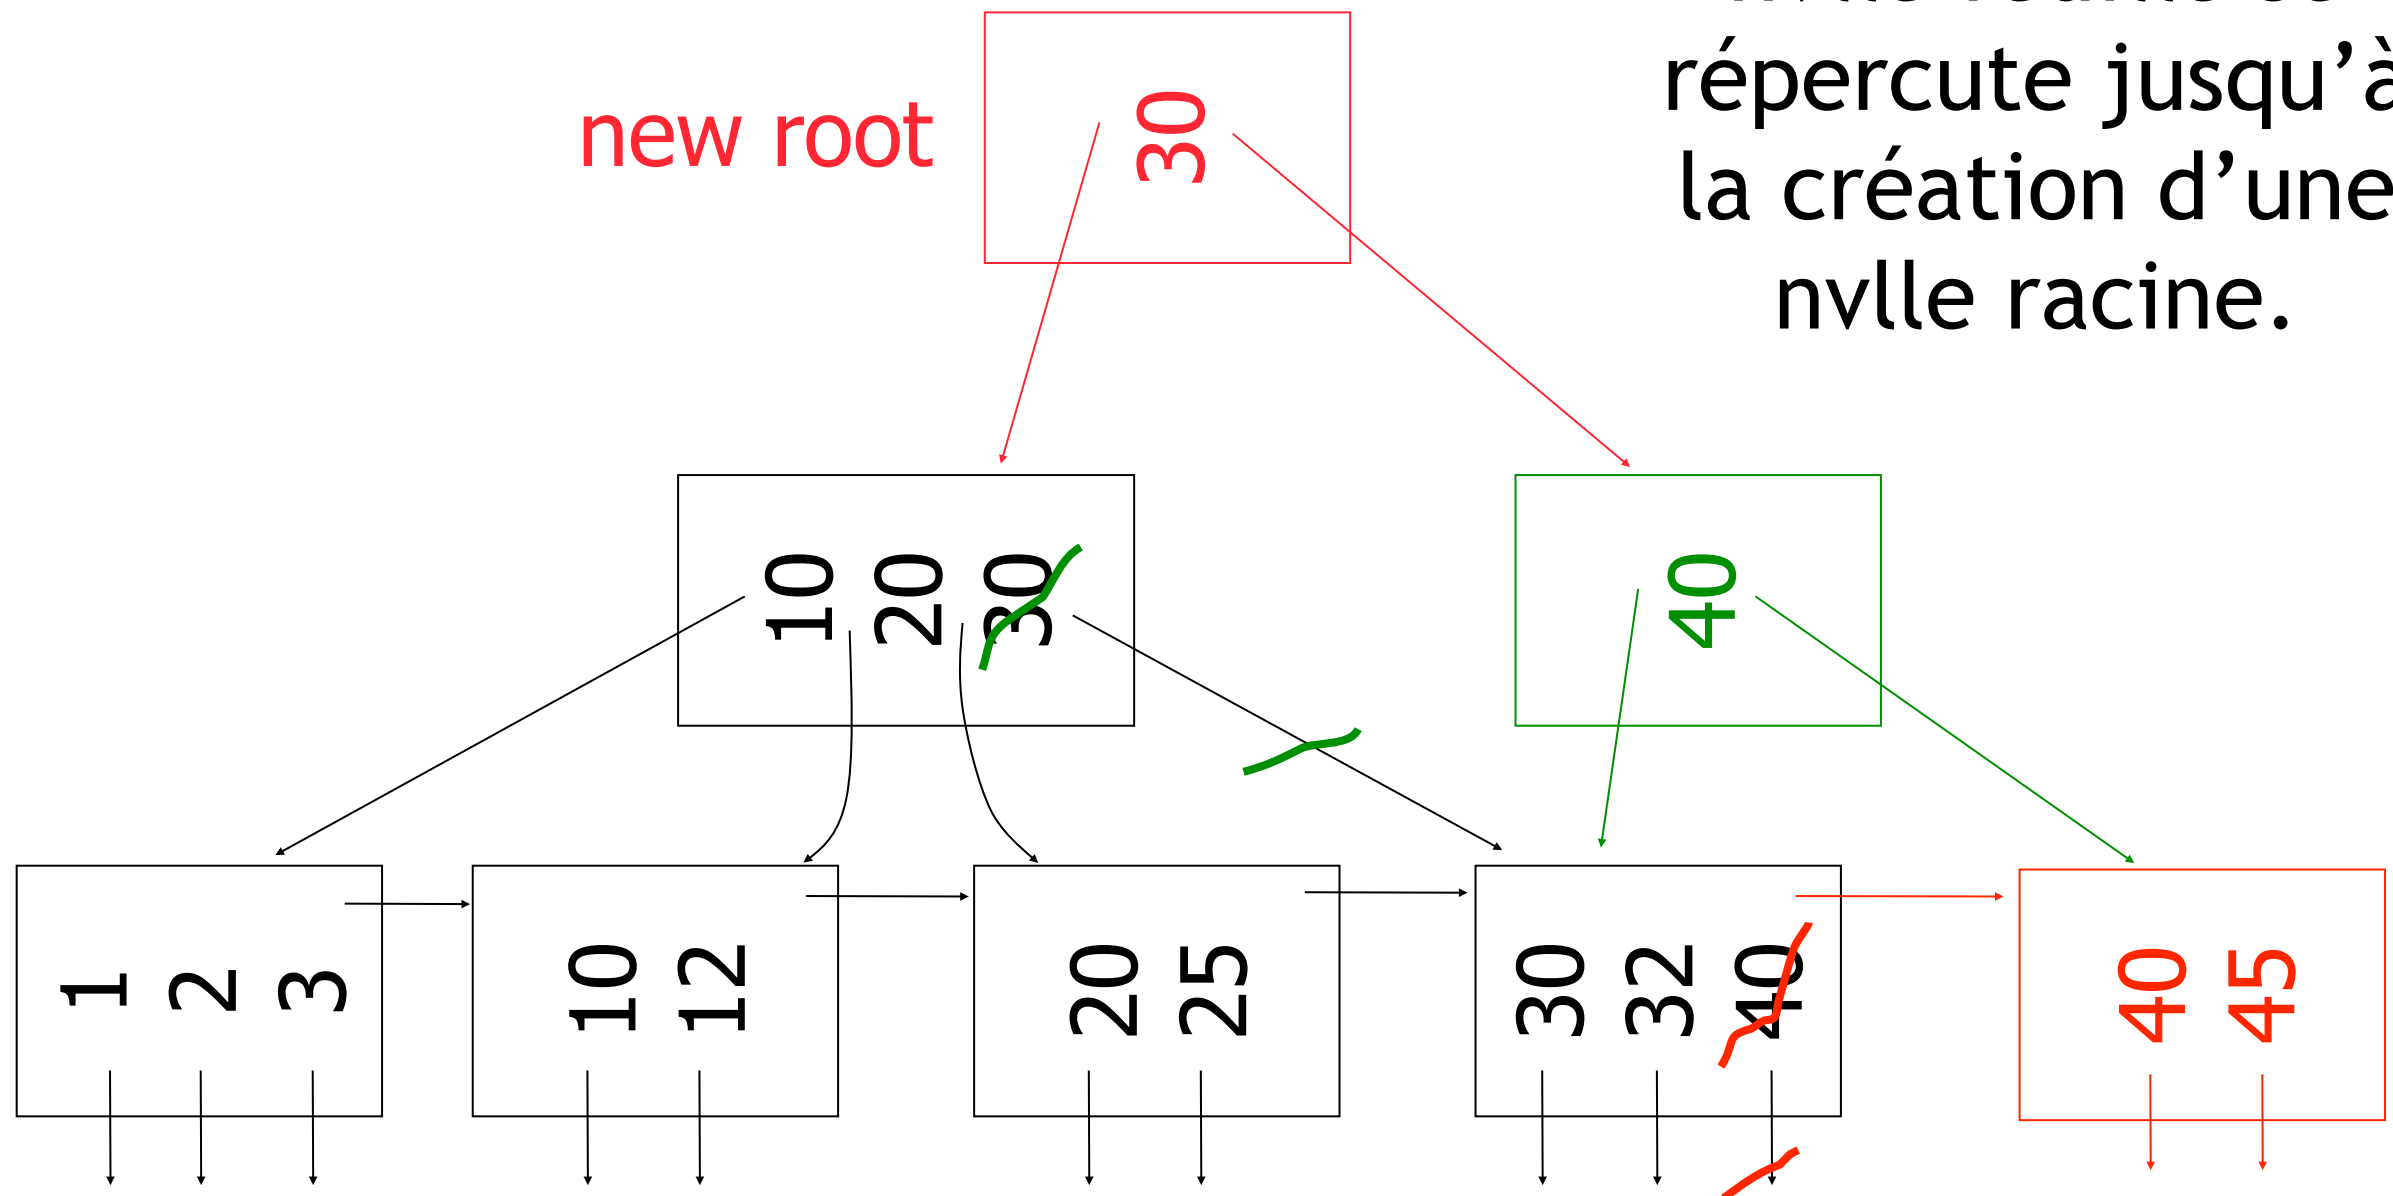 répercute jusqu’à
la création d’une
nvlle racine.
new root
30
10 20 30
40
1 2 3
10 12
20 25
30 32 40
40 45